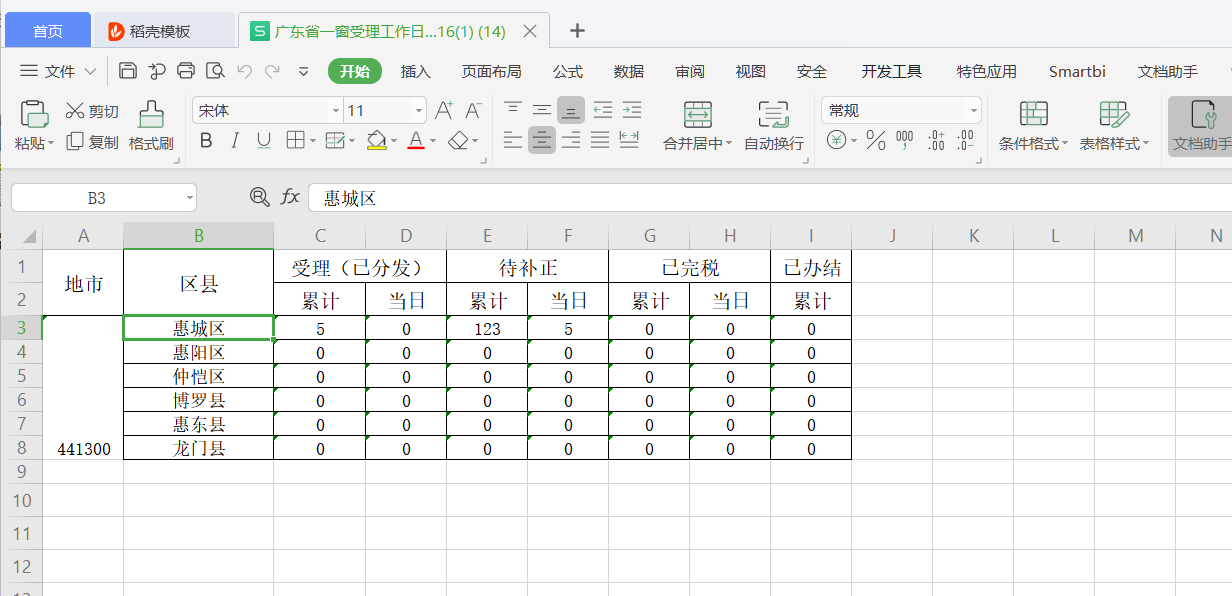 首页 稻壳模板 广东省一窗受理工作日...16(1) (14)
文件 开始 插入 页面布局 公式 数据 审阅 视图 安全 开发工具 特色应用 Smartbi 文档助手
宋体 11 常规
剪切
粘贴 复制 格式刷 B I U A 合并居中 自动换行 条件格式 表格样式 文档助手
B3 fx 惠城区
A B C D E F G H I J K L M N
1 地市 区县 受理（已分发） 待补正 已完税 已办结
2 累计 当日 累计 当日 累计 当日 累计
3 惠城区 5 0 123 5 0 0 0
4 惠阳区 0 0 0 0 0 0 0
5 仲恺区 0 0 0 0 0 0 0
6 博罗县 0 0 0 0 0 0 0
7 惠东县 0 0 0 0 0 0 0
8 441300 龙门县 0 0 0 0 0 0 0
9
10
11
12